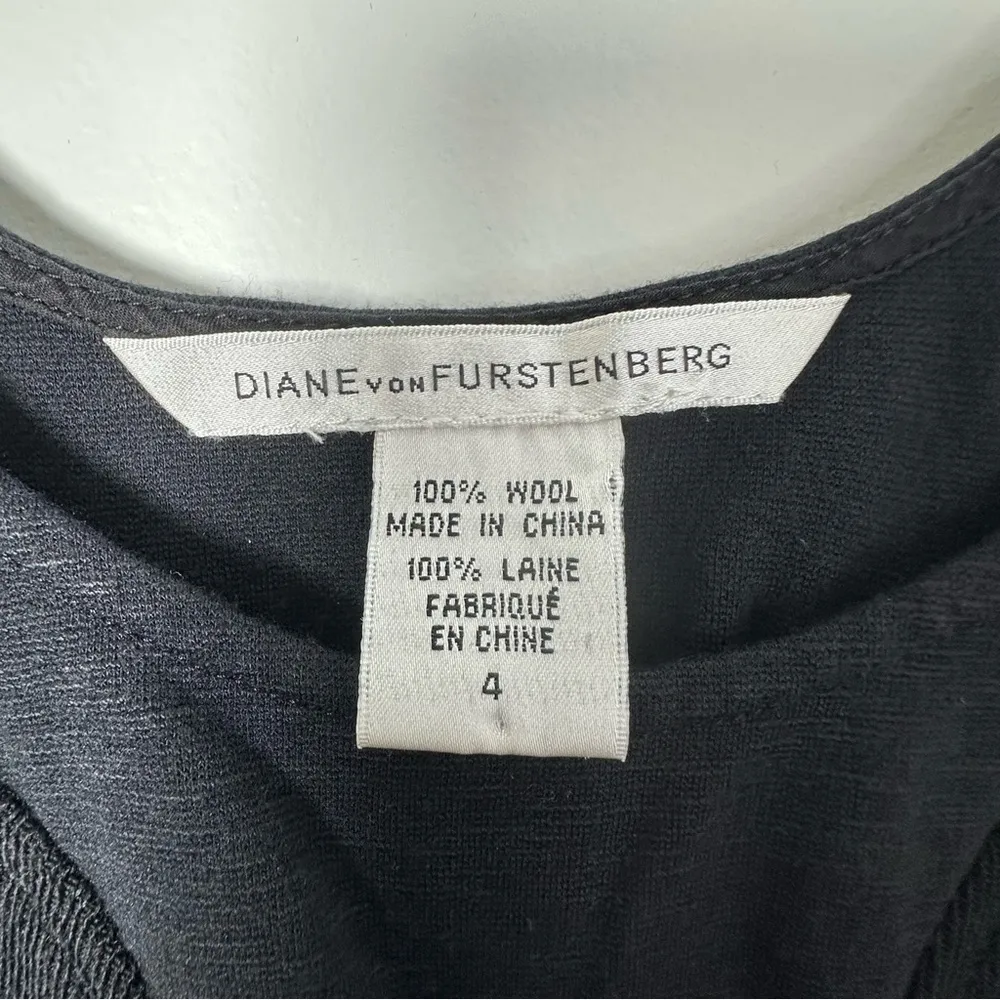 DIANE VON FURSTENBERG
100% WOOL
MADE IN CHINA
100% LAINE
FABRIQUÉ
EN CHINE
4